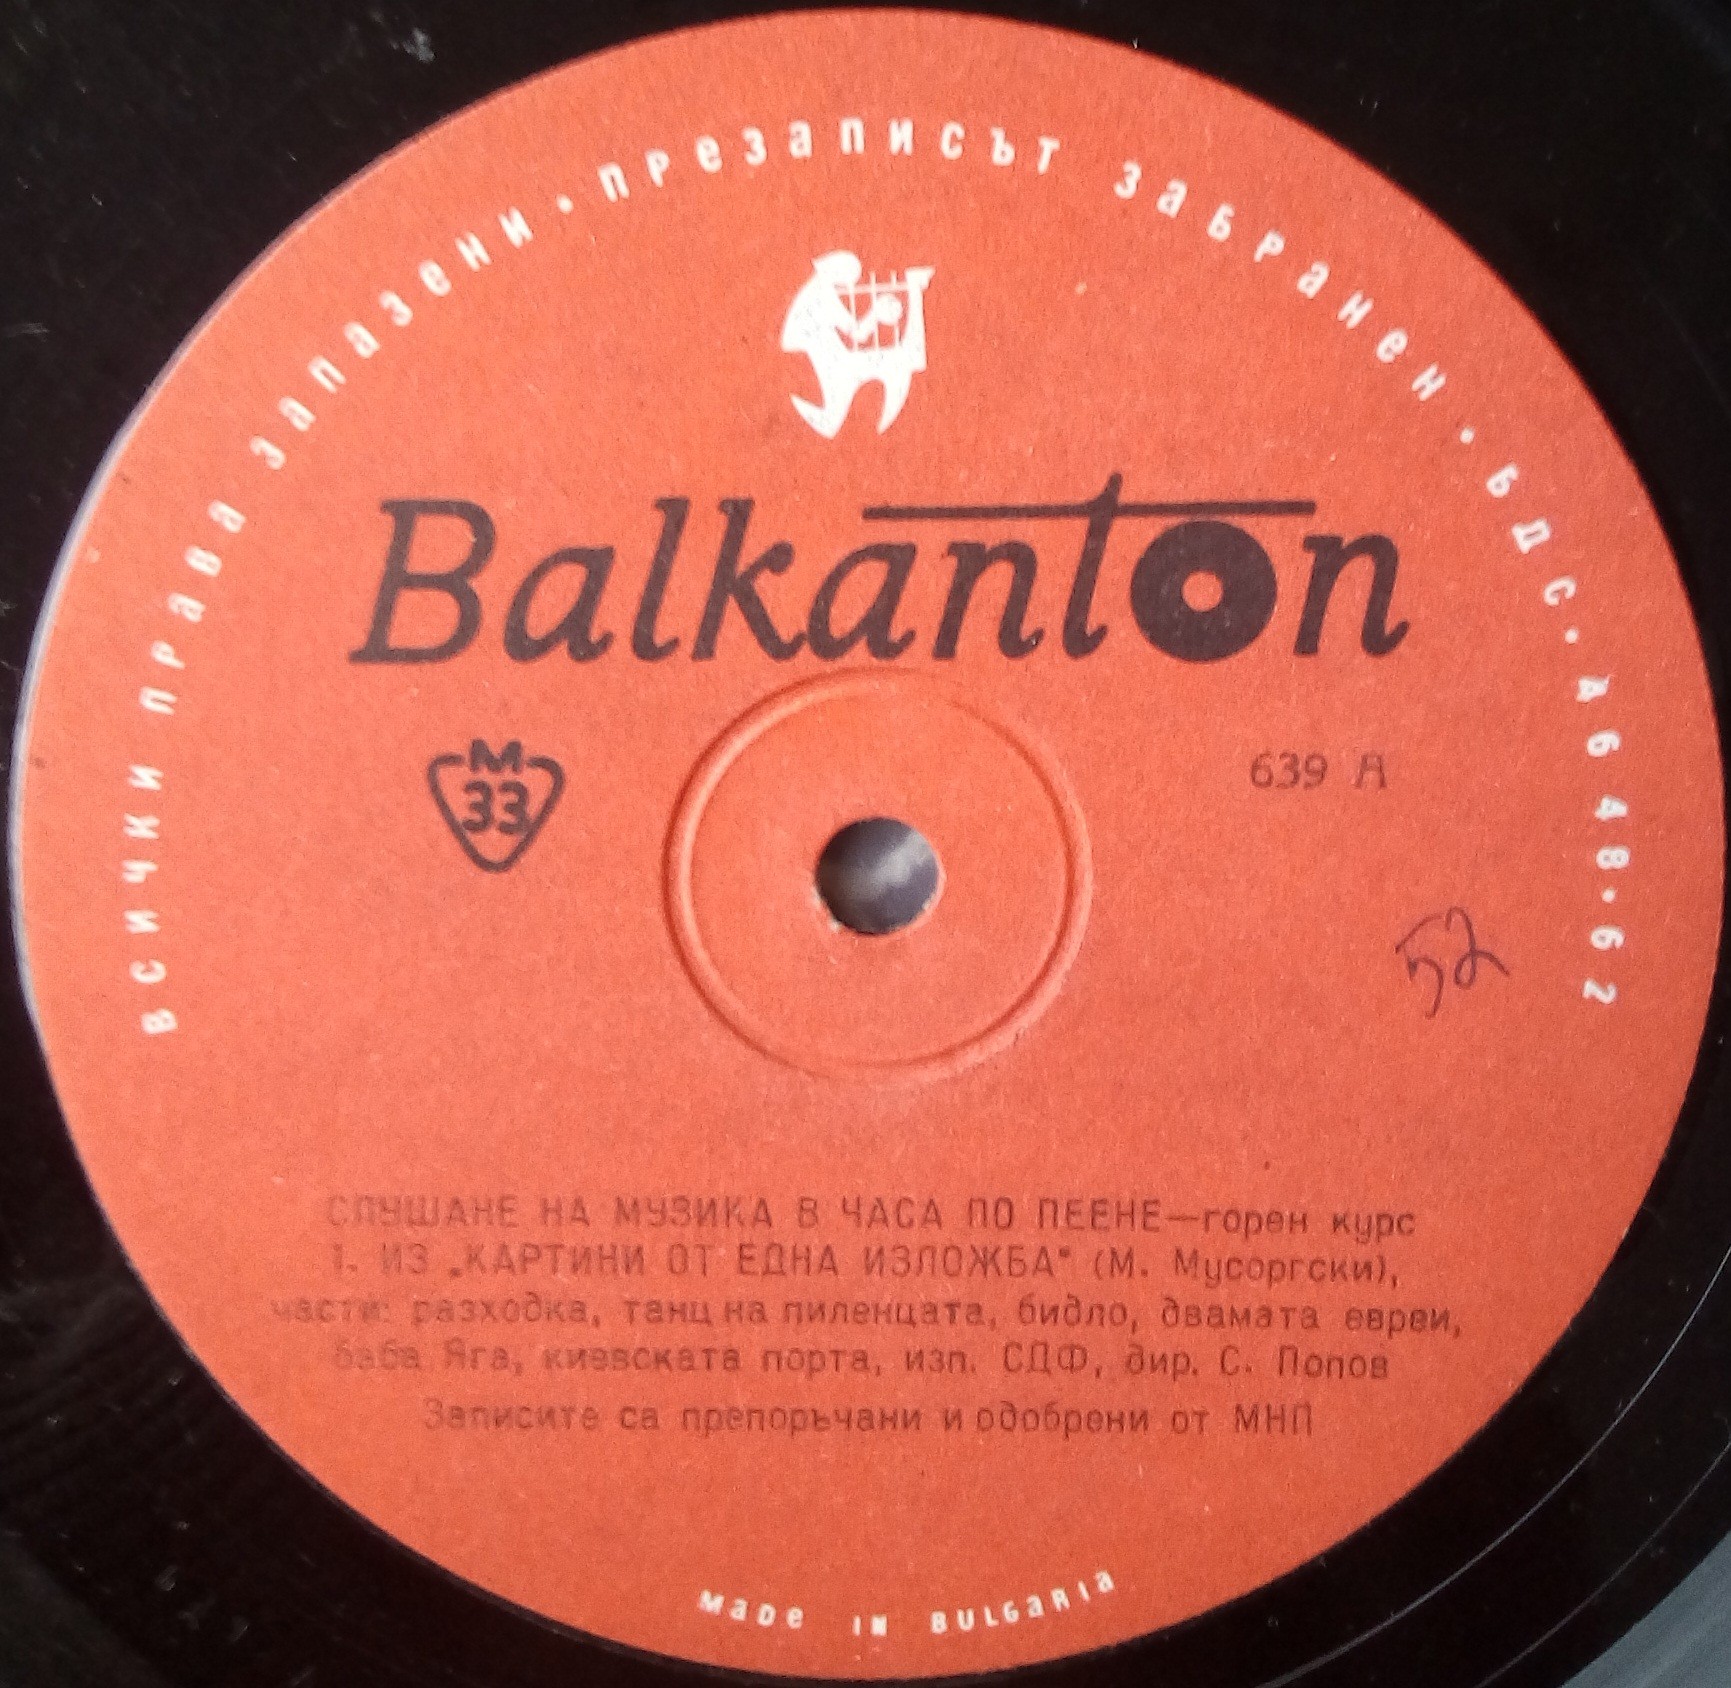 всички права запазени · презаписът забранен · БДС · 4648 · 62
Balkanton
М
33
639 А
52
СЛУШАНЕ НА МУЗИКА В ЧАСА ПО ПЕЕНЕ—горен курс
1. ИЗ „КАРТИНИ ОТ ЕДНА ИЗЛОЖБА" (М. Мусоргски),
части: разходка, танц на пиленцата, бидло, двамата евреи,
баба Яга, киевската порта, изп. СДФ, дир. С. Попов
Записите са препоръчани и одобрени от МНП
MADE IN BULGARIA